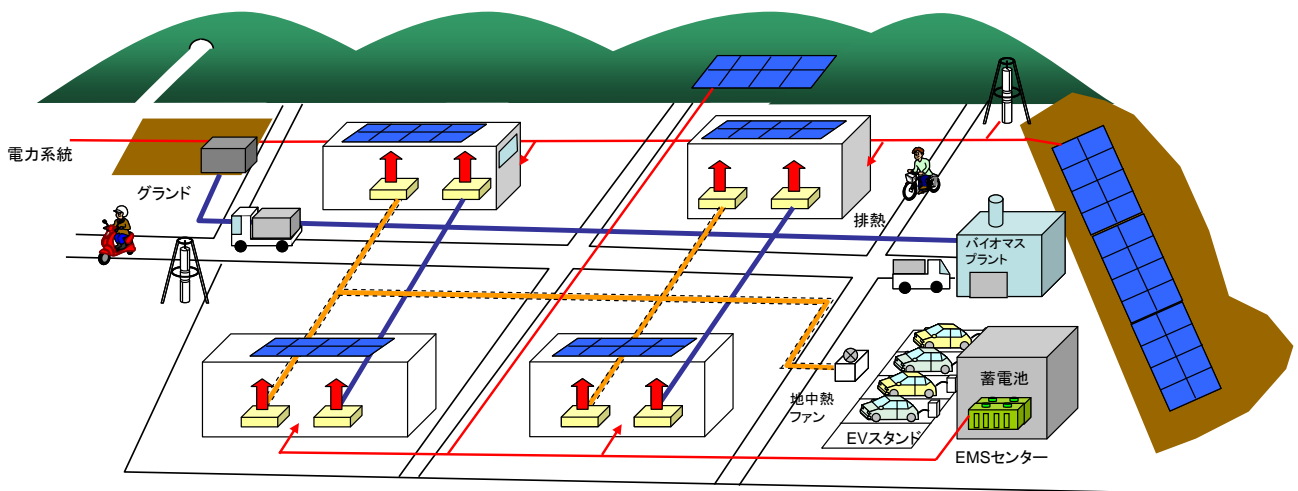 電力系統
グランド
排熱
バイオマス
プラント
蓄電池
地中熱
ファン
EVスタンド
EMSセンター